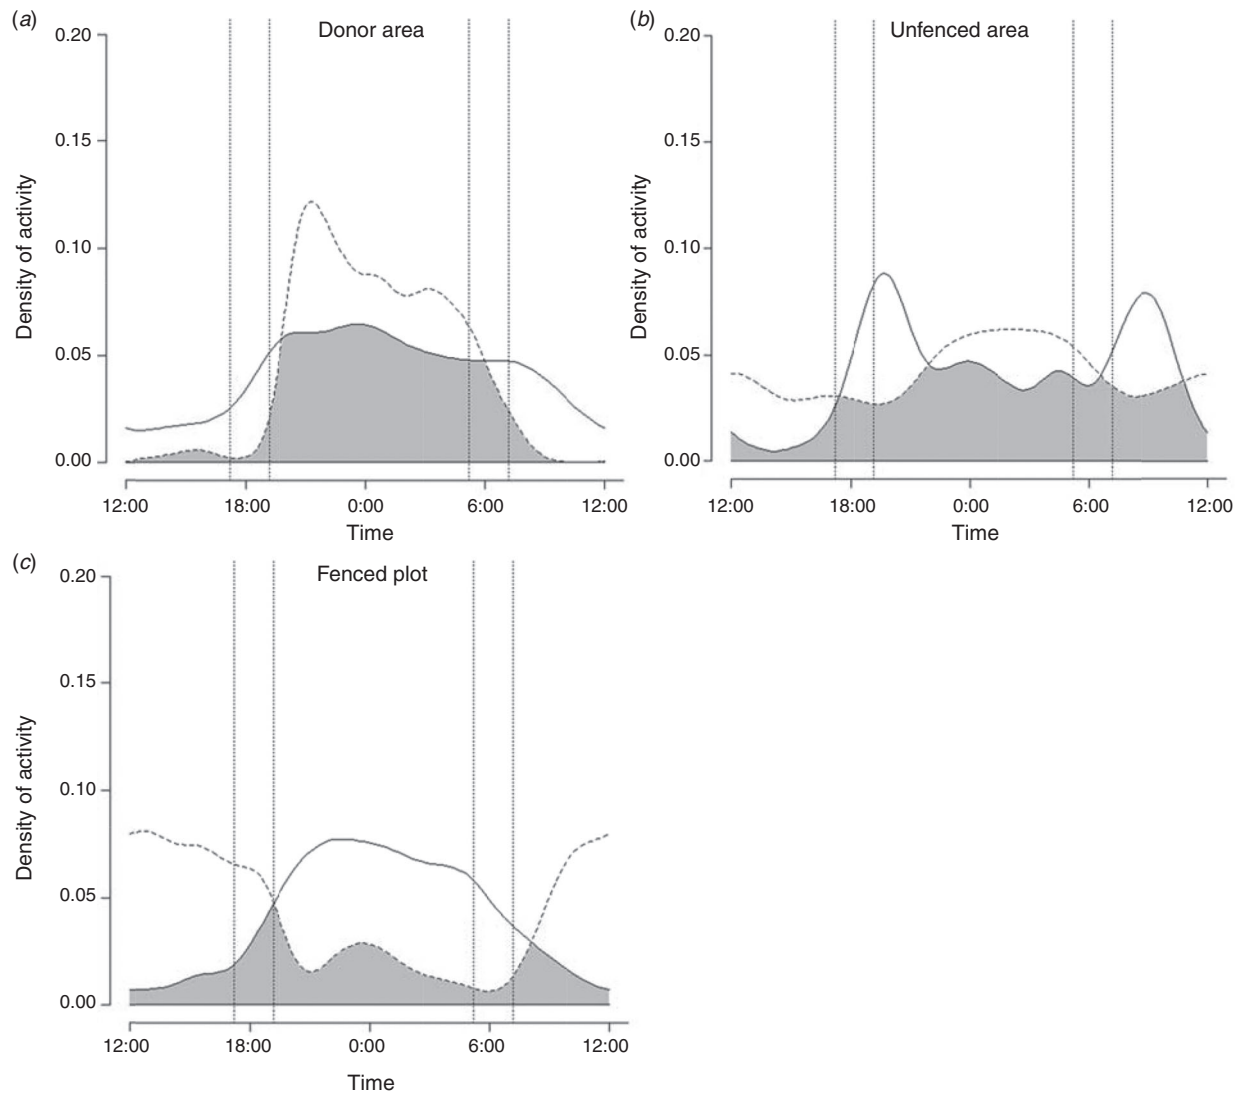 (a)
Donor area
0.20
0.15
0.10
0.05
0.00
Density of activity
12:00 18:00 0:00 6:00 12:00
Time
(b)
Unfenced area
0.20
0.15
0.10
0.05
0.00
Density of activity
12:00 18:00 0:00 6:00 12:00
Time
(c)
Fenced plot
0.20
0.15
0.10
0.05
0.00
Density of activity
12:00 18:00 0:00 6:00 12:00
Time